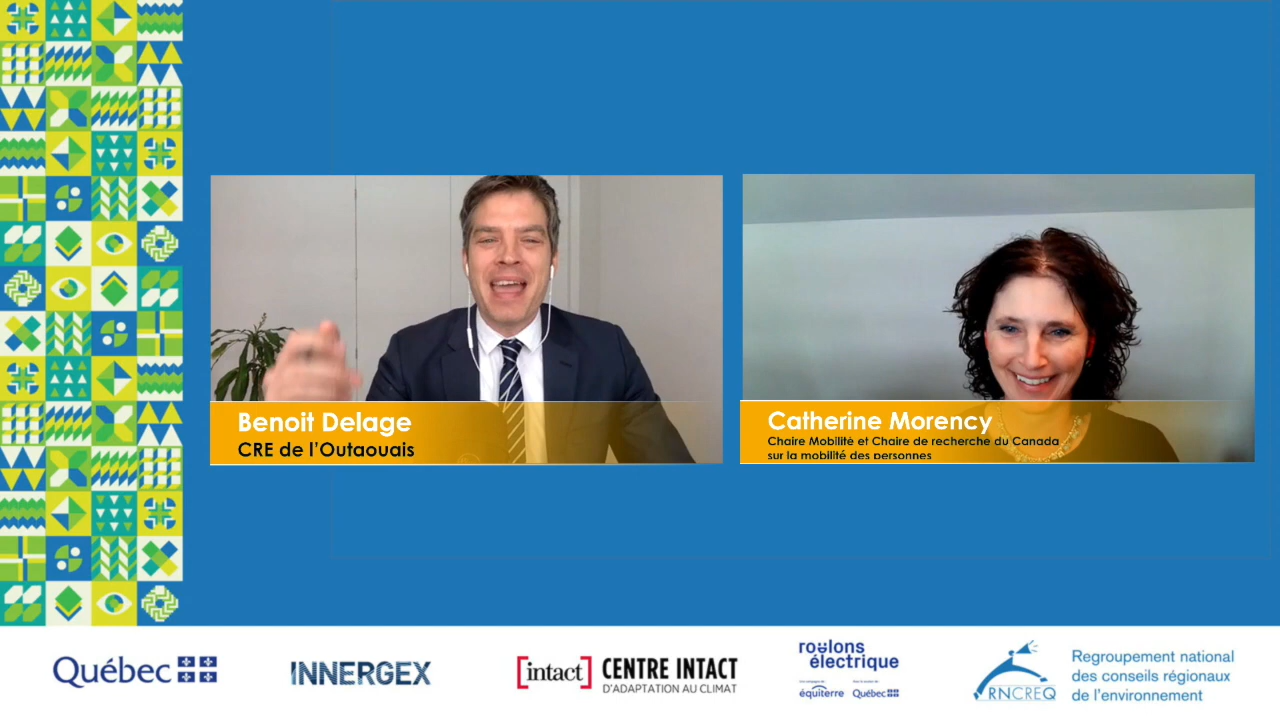 Benoit Delage
CRE de l'Outaouais
Catherine Morency
Chaire Mobilité et Chaire de recherche du Canada
sur la mobilité des personnes
Québec
INNERGEX
[intact]
CENTRE INTACT
D'ADAPTATION AU CLIMAT
roulons
électrique
équiterre
Québec
RNCREQ
Regroupement national
des conseils régionaux
de l'environnement